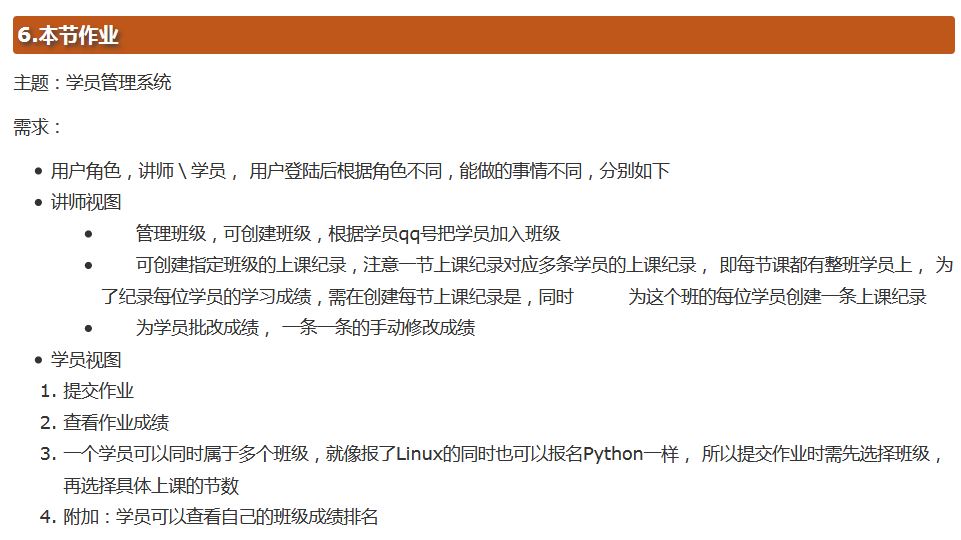 6.本节作业
主题：学员管理系统
需求：
用户角色，讲师 \ 学员， 用户登陆后根据角色不同，能做的事情不同，分别如下
讲师视图
管理班级，可创建班级，根据学员qq号把学员加入班级
可创建指定班级的上课纪录，注意一节上课纪录对应多条学员的上课纪录， 即每节课都有整班学员上， 为
了纪录每位学员的学习成绩，需在创建每节上课纪录是，同时 为这个班的每位学员创建一条上课纪录
为学员批改成绩， 一条一条的手动修改成绩
学员视图
1. 提交作业
2. 查看作业成绩
3. 一个学员可以同时属于多个班级，就像报了Linux的同时也可以报名Python一样， 所以提交作业时需先选择班级，
再选择具体上课的节数
4. 附加：学员可以查看自己的班级成绩排名